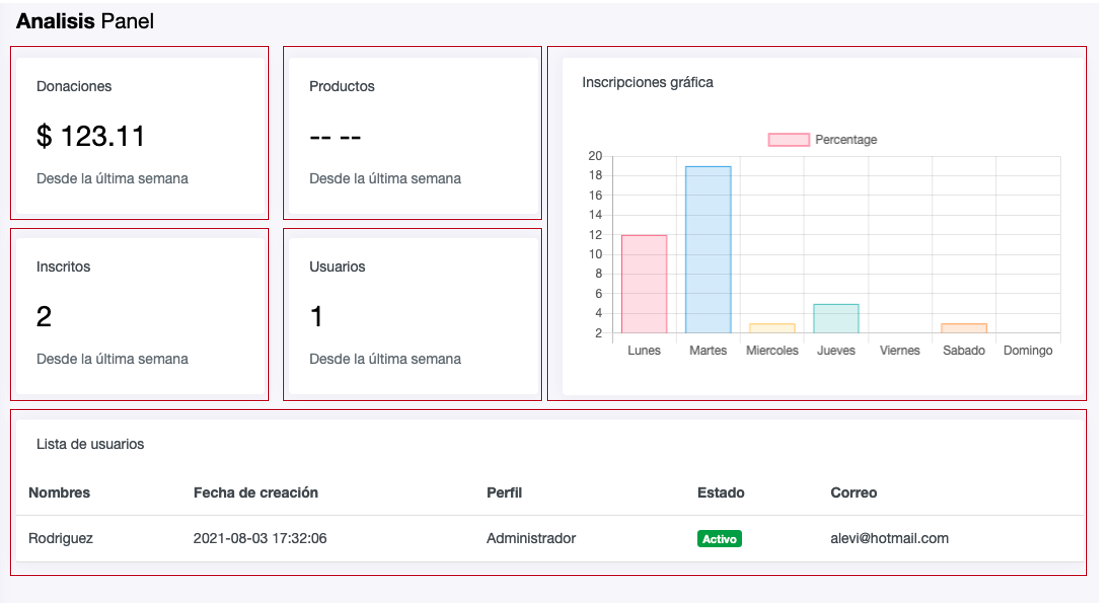 Analisis Panel
Donaciones
$ 123.11
Desde la última semana
Productos
-- --
Desde la última semana
Inscritos
2
Desde la última semana
Usuarios
1
Desde la última semana
Inscripciones gráfica
Percentage
20
18
16
14
12
10
8
6
4
2
Lunes Martes Miercoles Jueves Viernes Sabado Domingo
Lista de usuarios
Nombres Fecha de creación Perfil Estado Correo
Rodriguez 2021-08-03 17:32:06 Administrador Activo alevi@hotmail.com